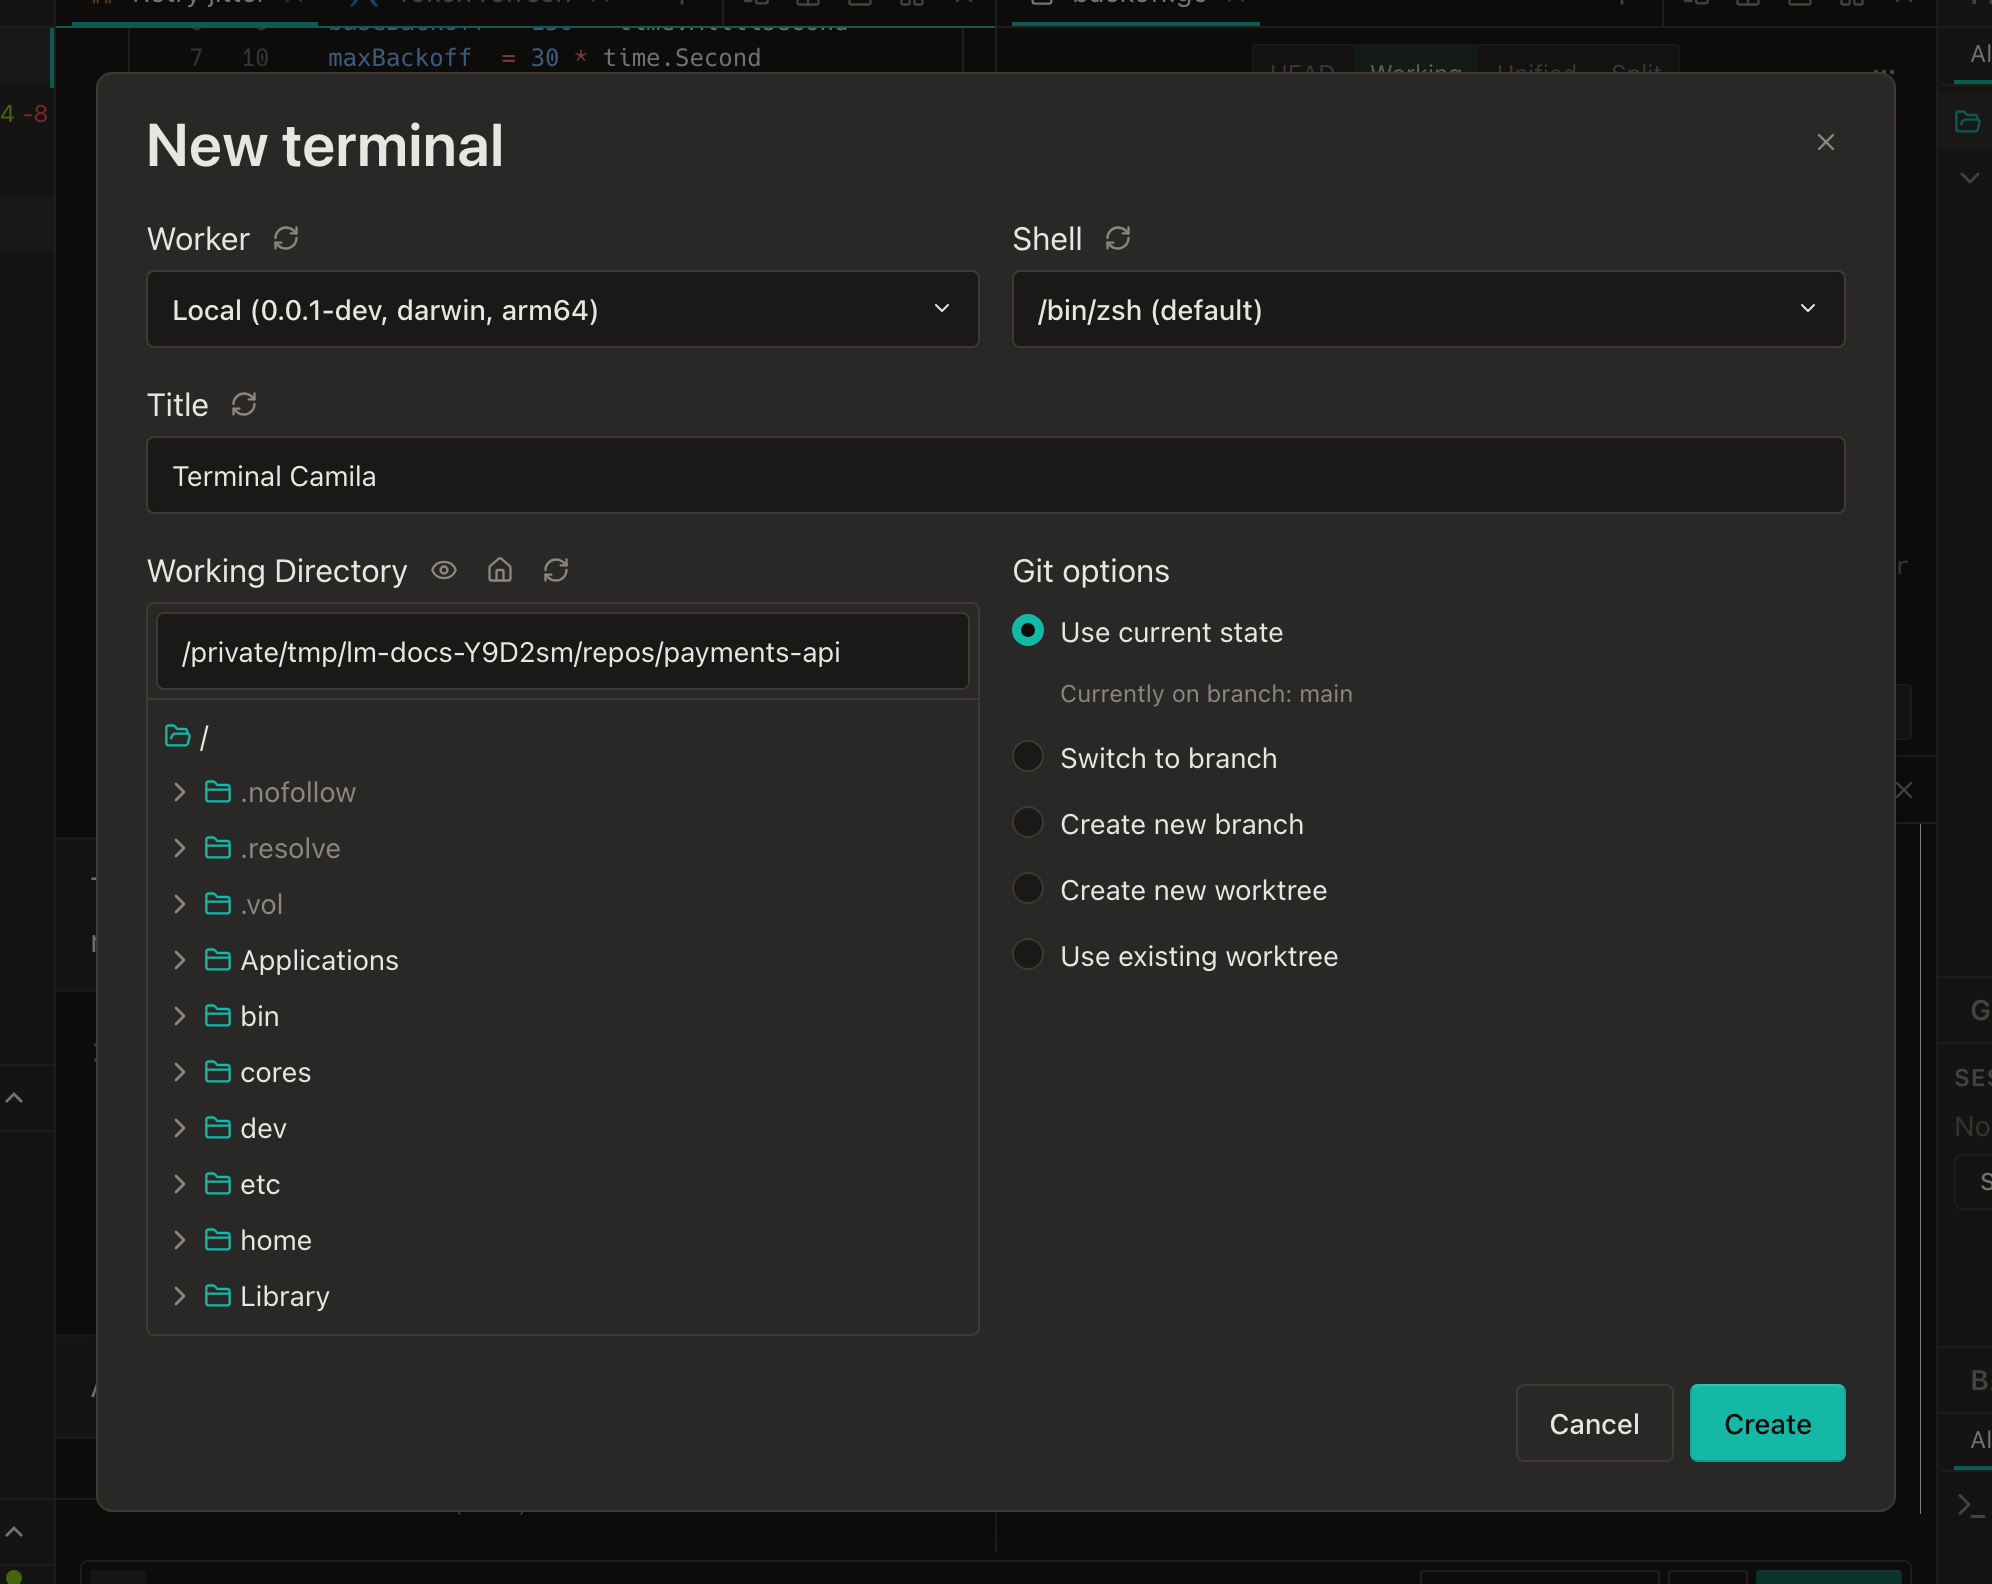 7 10 maxBackoff = 30 * time.Second
4 -8
New terminal
Worker
Shell
Local (0.0.1-dev, darwin, arm64)
/bin/zsh (default)
Title
Terminal Camila
Working Directory
Git options
/private/tmp/lm-docs-Y9D2sm/repos/payments-api
Use current state
Currently on branch: main
/
.nofollow
Switch to branch
.resolve
Create new branch
.vol
Create new worktree
Applications
Use existing worktree
bin
cores
dev
etc
home
Library
Cancel
Create